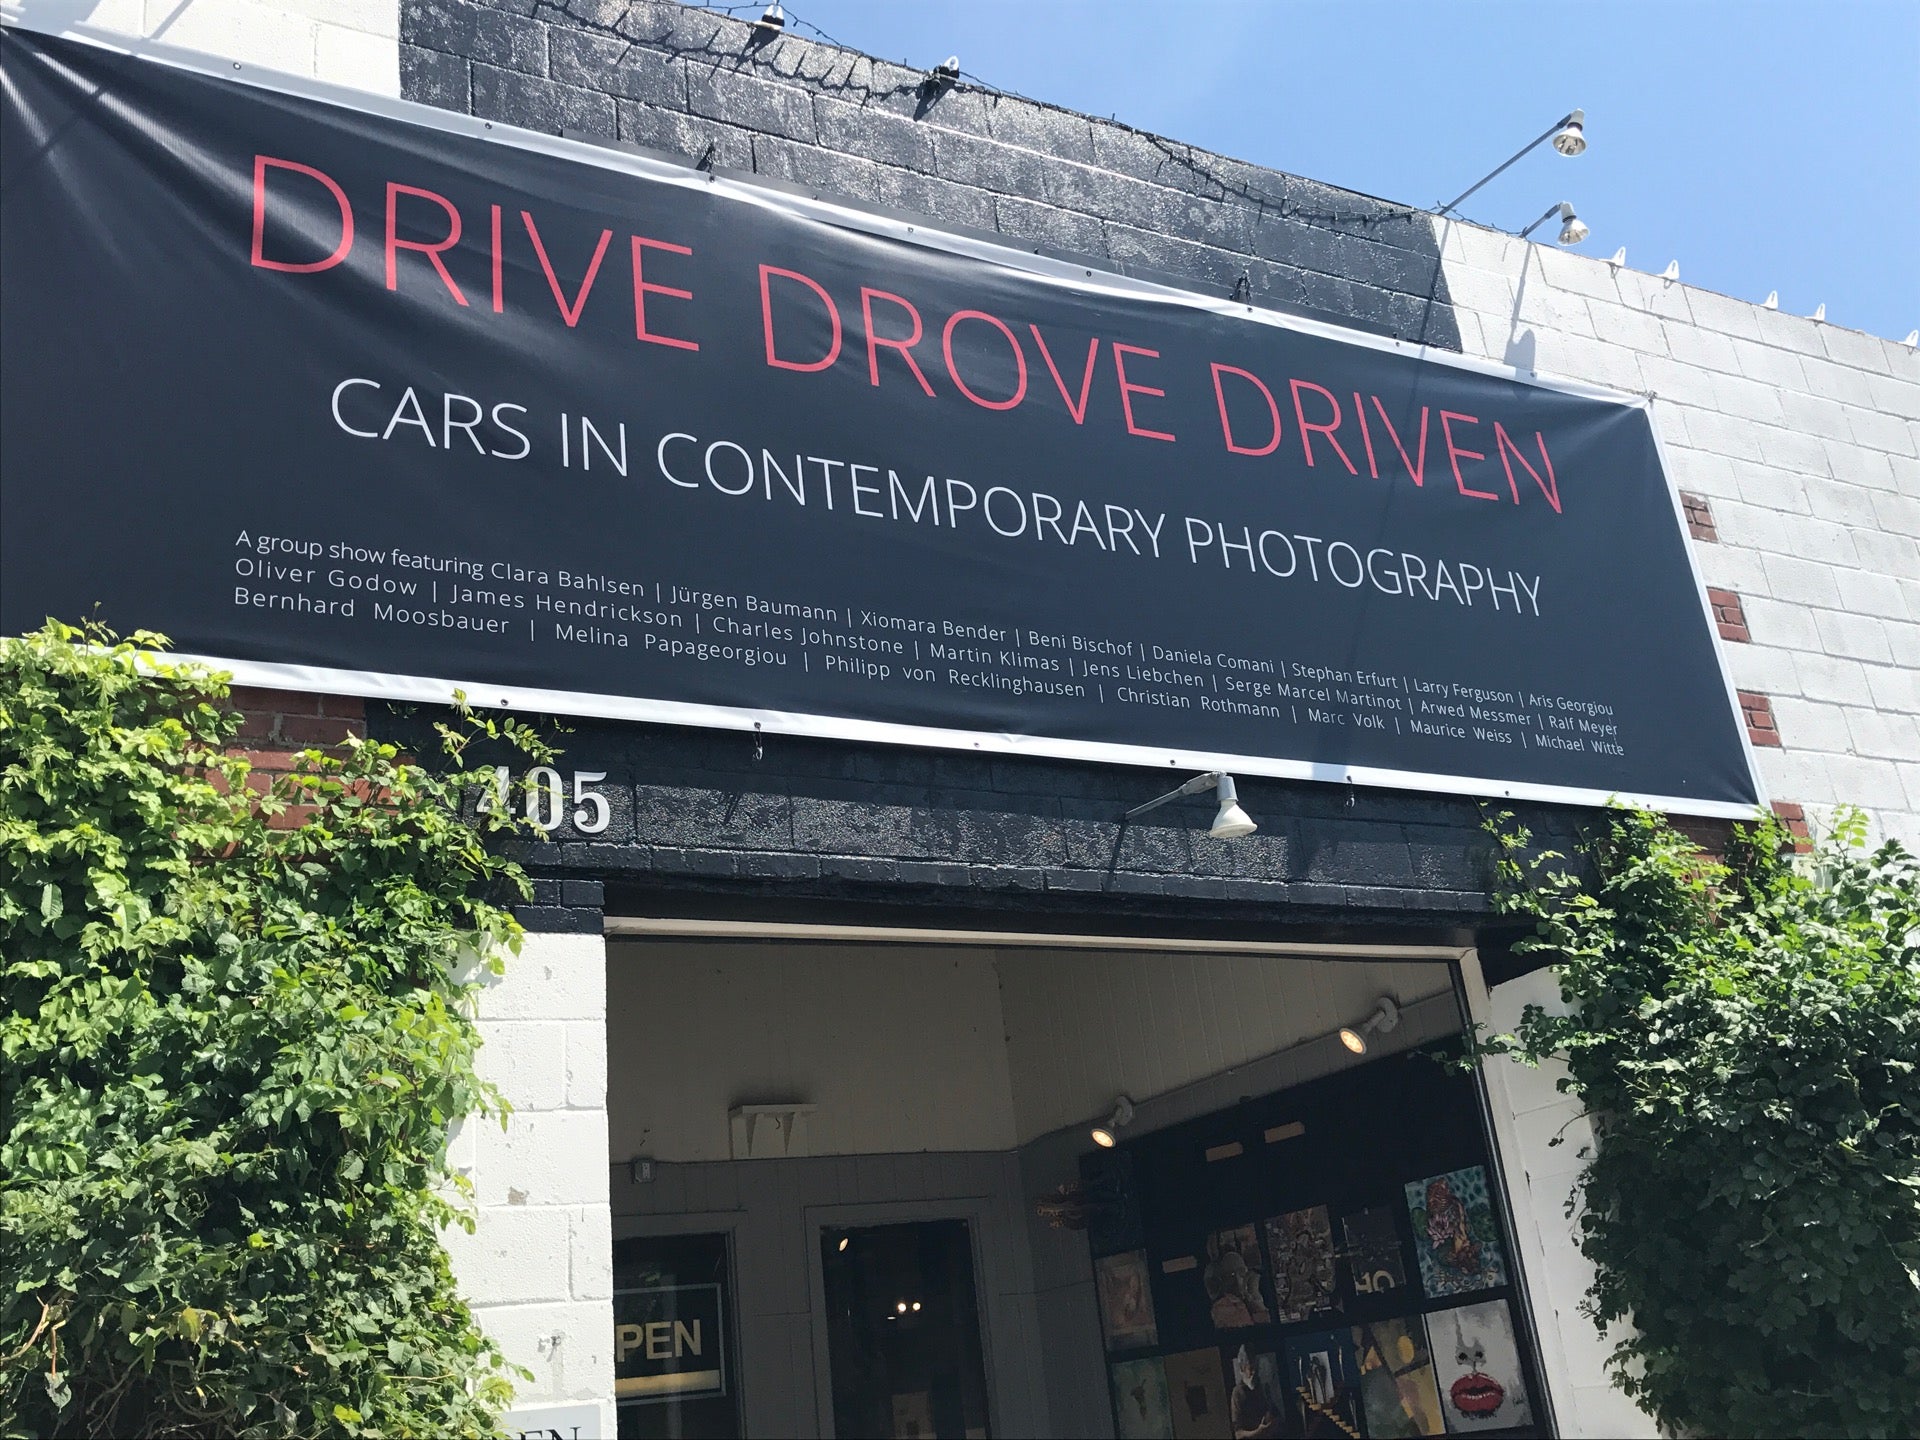 DRIVE DROVE DRIVEN
CARS IN CONTEMPORARY PHOTOGRAPHY
A group show featuring Clara Bahlsen | Jürgen Baumann | Xiomara Bender | Beni Bischof | Daniela Comani | Stephan Erfurt | Larry Ferguson | Aris Georgiou
Oliver Godow | James Hendrickson | Charles Johnstone | Martin Klimas | Jens Liebchen | Serge Marcel Martinot | Arwed Messmer | Ralf Meyer
Bernhard Moosbauer | Melina Papageorgiou | Philipp von Recklinghausen | Christian Rothmann | Marc Volk | Maurice Weiss | Michael Witte
405
HO
PEN
EN